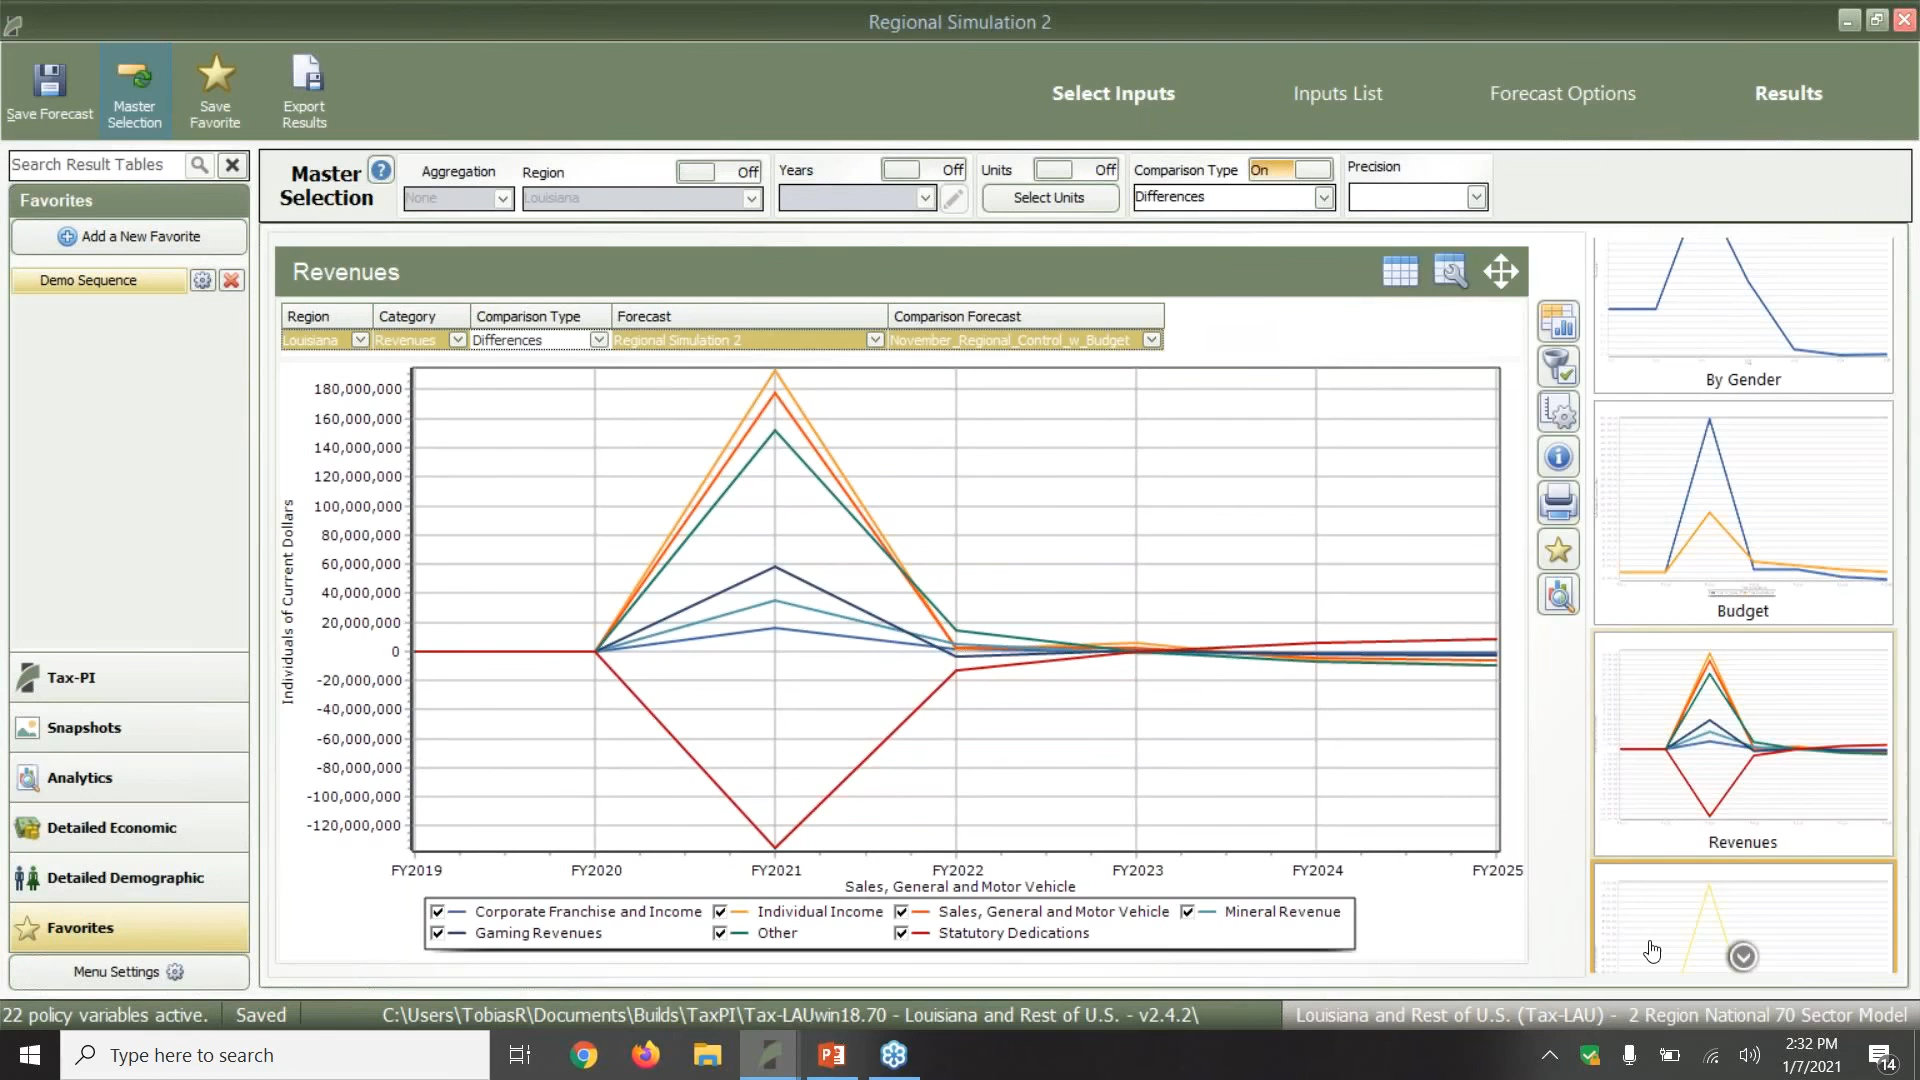 Regional Simulation 2
Save Forecast
Master Selection
Save Favorite
Export Results
Select Inputs
Inputs List
Forecast Options
Results
Search Result Tables
Favorites
Add a New Favorite
Demo Sequence
Tax-PI
Snapshots
Analytics
Detailed Economic
Detailed Demographic
Favorites
Menu Settings
Master Selection
Aggregation
None
Region
Off
Louisiana
Years
Off
Units
Off
Select Units
Comparison Type
On
Differences
Precision
Revenues
Region Category Comparison Type Forecast Comparison Forecast
Louisiana Revenues Differences Regional Simulation 2 November_Regional_Control_w_Budget
Individuals of Current Dollars
180,000,000
160,000,000
140,000,000
120,000,000
100,000,000
80,000,000
60,000,000
40,000,000
20,000,000
0
-20,000,000
-40,000,000
-60,000,000
-80,000,000
-100,000,000
-120,000,000
FY2019 FY2020 FY2021 FY2022 FY2023 FY2024 FY2025
Sales, General and Motor Vehicle
Corporate Franchise and Income Individual Income Sales, General and Motor Vehicle Mineral Revenue
Gaming Revenues Other Statutory Dedications
By Gender
Budget
Revenues
22 policy variables active.
Saved
C:\Users\TobiasR\Documents\Builds\TaxPI\Tax-LAUwin18.70 - Louisiana and Rest of U.S. - v2.4.2\
Louisiana and Rest of U.S. (Tax-LAU) - 2 Region National 70 Sector Model
Type here to search
2:32 PM
1/7/2021
14